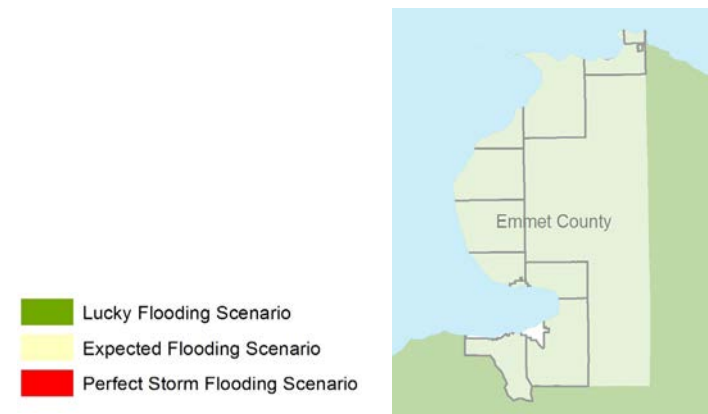 Emmet County
Lucky Flooding Scenario
Expected Flooding Scenario
Perfect Storm Flooding Scenario